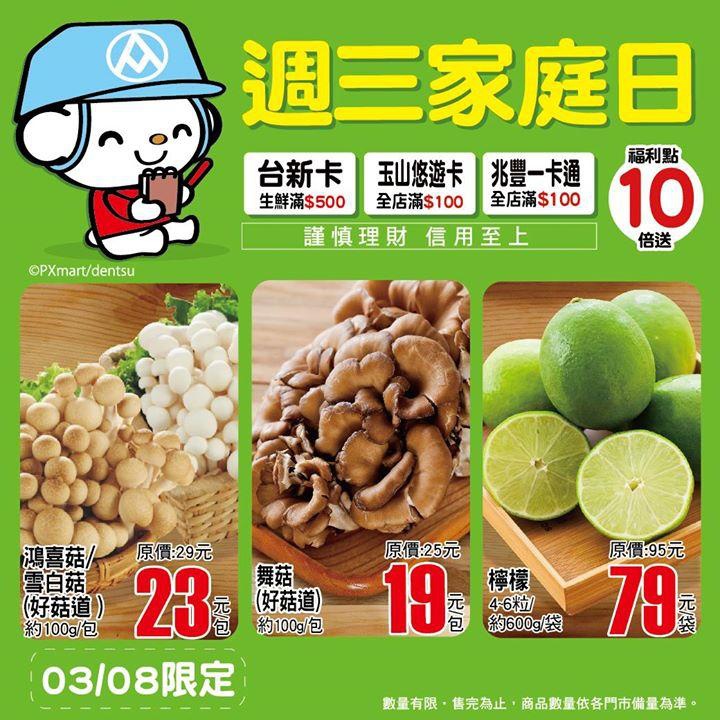 週三家庭日
台新卡
生鮮滿$500
玉山悠遊卡
全店滿$100
兆豐一卡通
全店滿$100
福利點
10
倍送
謹慎理財 信用至上
©PXmart/dentsu
鴻喜菇/
雪白菇
(好菇道)
約100g/包
原價:29元
23元/包
舞菇
(好菇道)
約100g/包
原價:25元
19元/包
檸檬
4-6粒/
約600g/袋
原價:95元
79元/袋
03/08限定
數量有限，售完為止，商品數量依各門市備量為準。